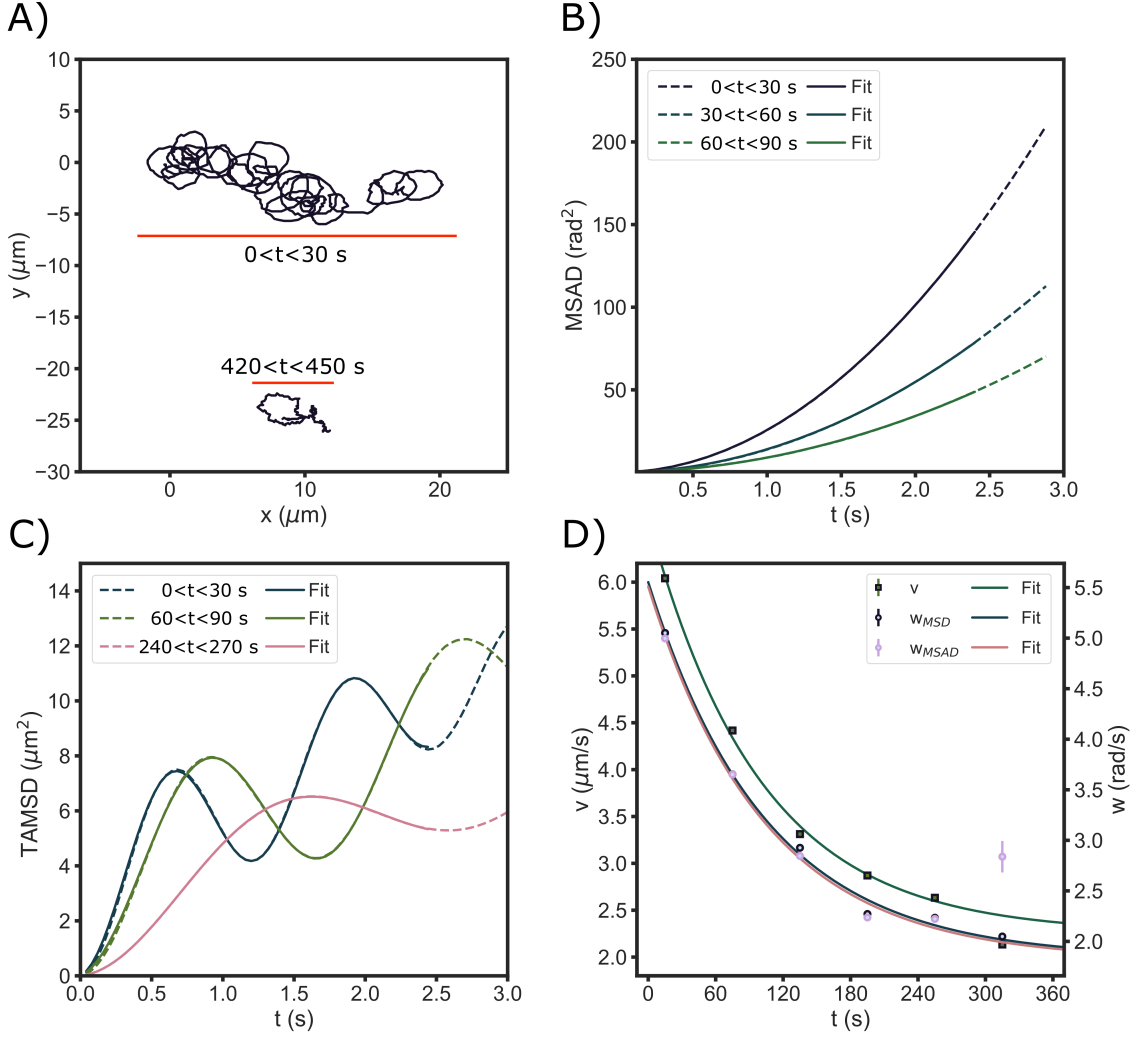 A)
10
5
0
−5
−10
−15
−20
−25
−30
y (μm)
0<t<30 s
420<t<450 s
0
10
20
x (μm)
B)
250
200
150
100
50
MSAD (rad²)
0<t<30 s Fit
30<t<60 s Fit
60<t<90 s Fit
0.5
1.0
1.5
2.0
2.5
3.0
t (s)
C)
14
12
10
8
6
4
2
0
TAMSD (μm²)
0<t<30 s Fit
60<t<90 s Fit
240<t<270 s Fit
0.0
0.5
1.0
1.5
2.0
2.5
3.0
t (s)
D)
6.0
5.5
5.0
4.5
4.0
3.5
3.0
2.5
2.0
v (μm/s)
v Fit
wMSD Fit
wMSAD Fit
5.5
5.0
4.5
4.0
3.5
3.0
2.5
2.0
w (rad/s)
0
60
120
180
240
300
360
t (s)